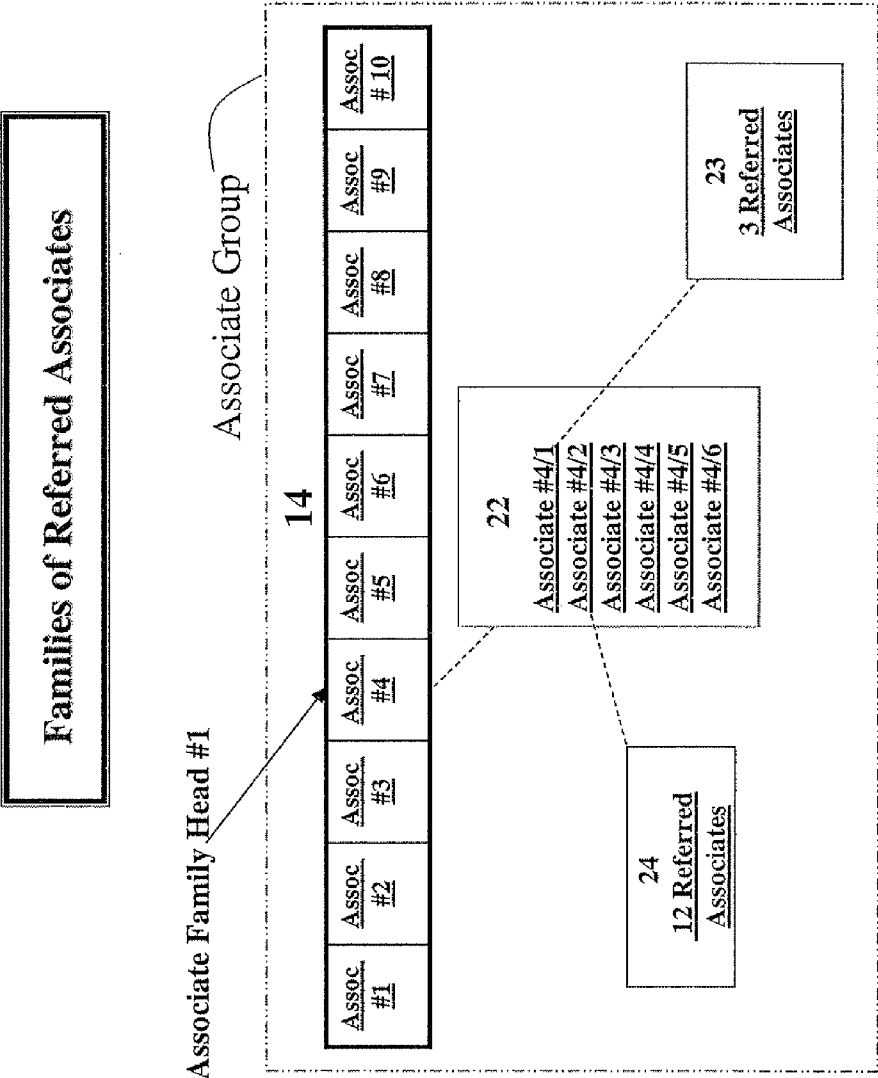 Families of Referred Associates
Associate Family Head #1
Associate Group
14
Assoc
#1
Assoc
#2
Assoc
#3
Assoc
#4
Assoc
#5
Assoc
#6
Assoc
#7
Assoc
#8
Assoc
#9
Assoc
# 10
22
Associate #4/1
Associate #4/2
Associate #4/3
Associate #4/4
Associate #4/5
Associate #4/6
24
12 Referred
Associates
23
3 Referred
Associates